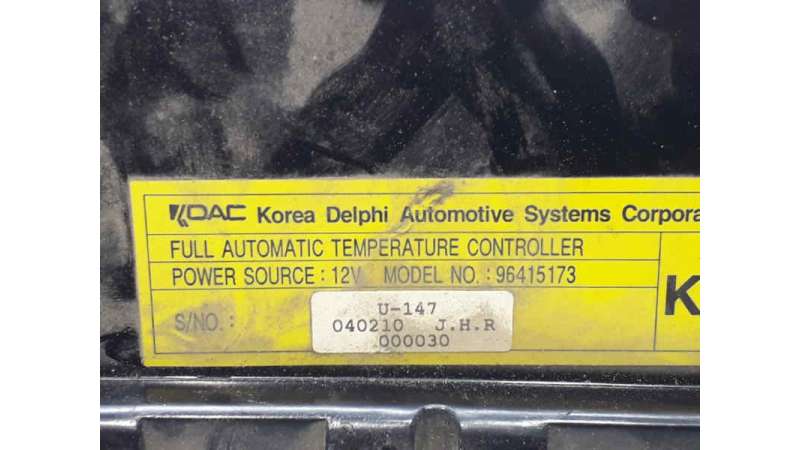 KDAC Korea Delphi Automotive Systems Corpora
FULL AUTOMATIC TEMPERATURE CONTROLLER
POWER SOURCE : 12V MODEL NO. : 96415173
K
S/NO. :
U-147
040210 J.H.R
000030